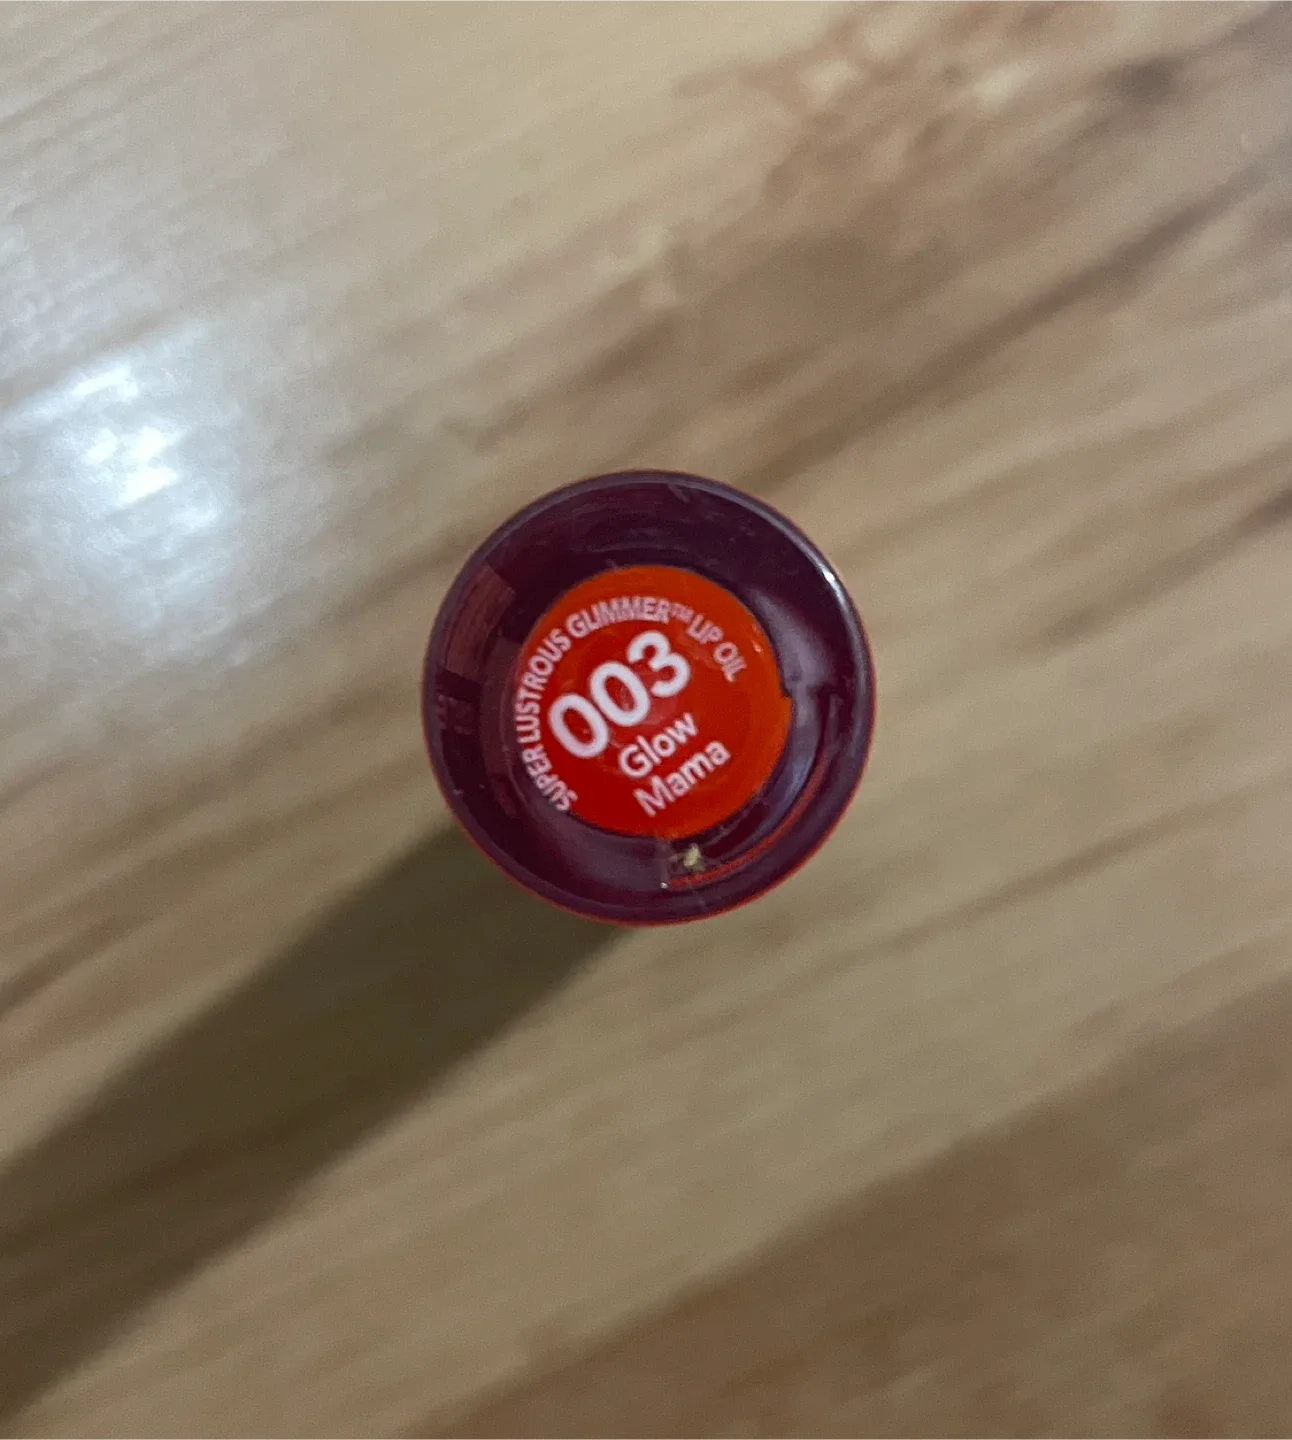 SUPER LUSTROUS GLIMMER™ LIP OIL
003
Glow
Mama